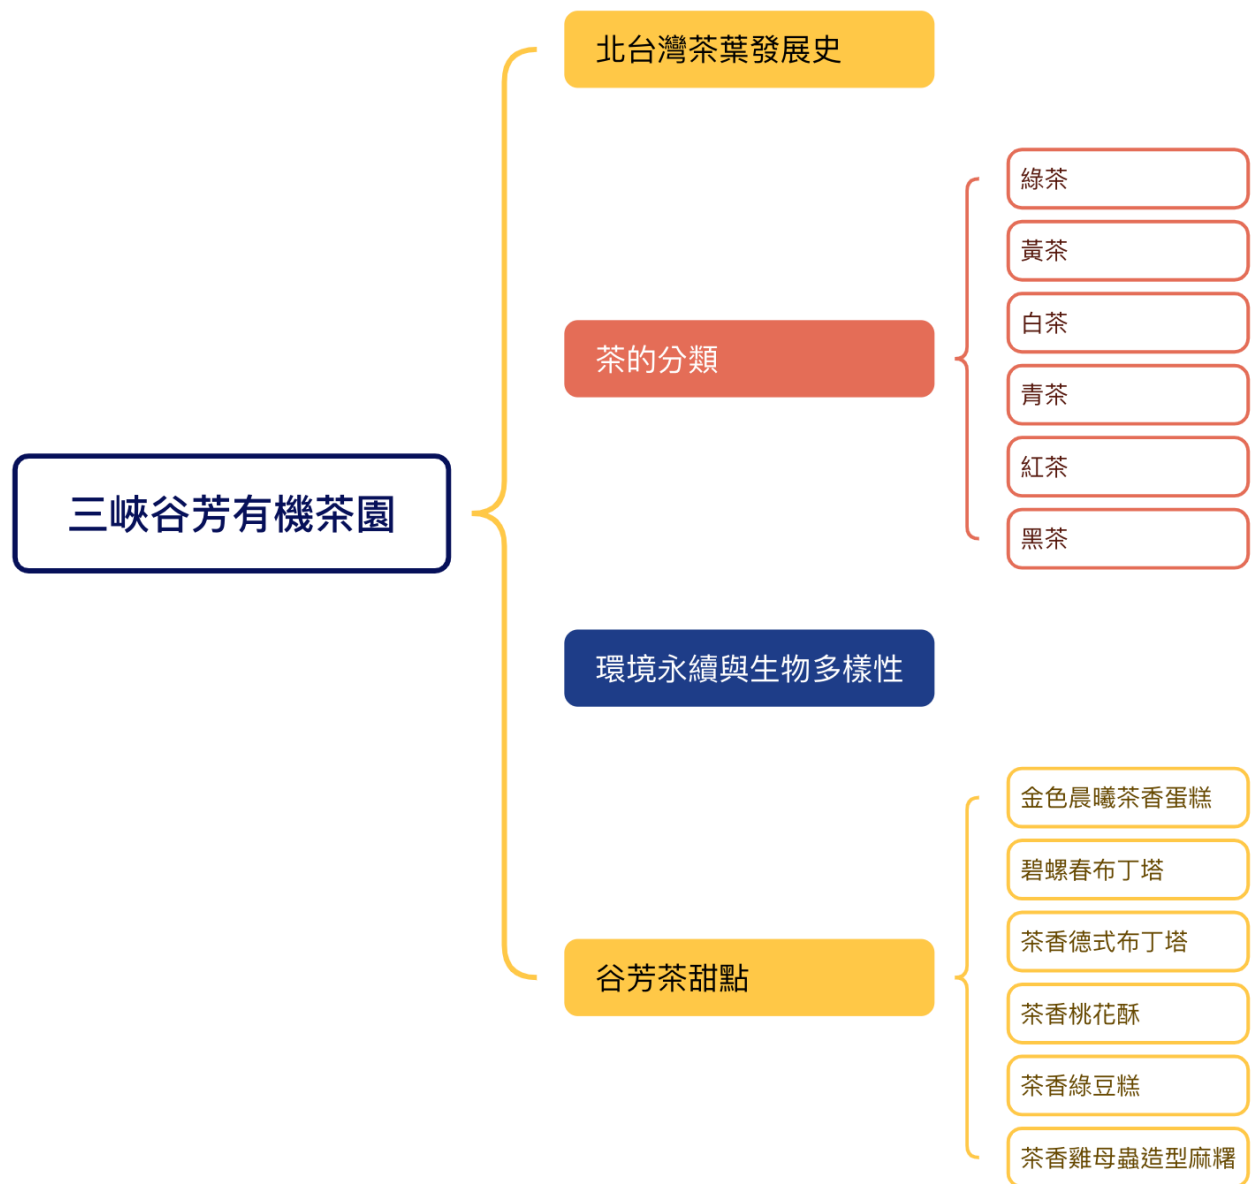 三峽谷芳有機茶園
北台灣茶葉發展史
茶的分類
綠茶
黃茶
白茶
青茶
紅茶
黑茶
環境永續與生物多樣性
谷芳茶甜點
金色晨曦茶香蛋糕
碧螺春布丁塔
茶香德式布丁塔
茶香桃花酥
茶香綠豆糕
茶香雞母蟲造型麻糬